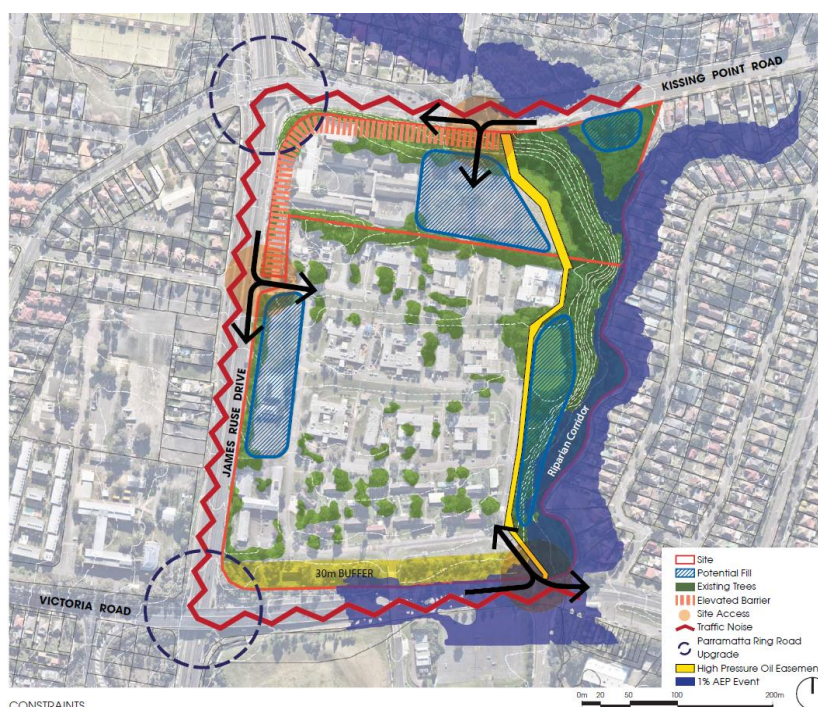 KISSING POINT ROAD
JAMES RUSE DRIVE
Riparian Corridor
30m BUFFER
VICTORIA ROAD
Site
Potential Fill
Existing Trees
Elevated Barrier
Site Access
Traffic Noise
Parramatta Ring Road
Upgrade
High Pressure Oil Easement
1% AEP Event
0m 20 50 100 200m
CONSTRAINTS